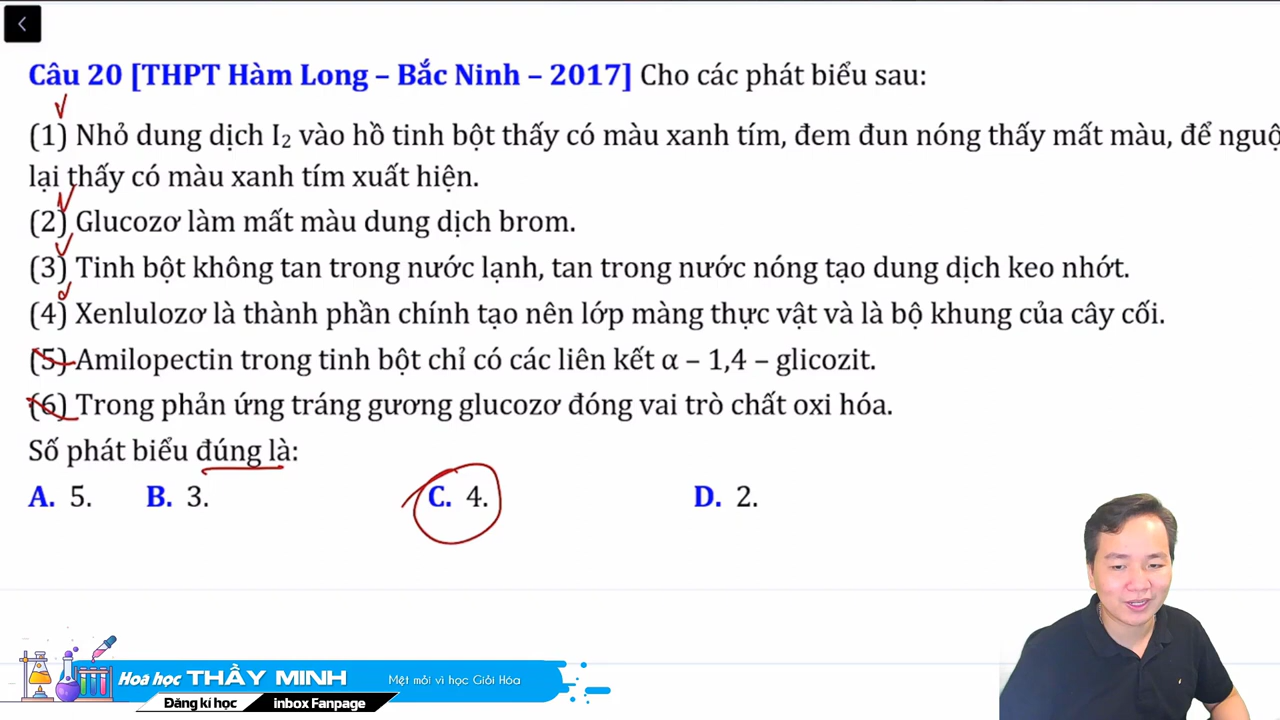 Câu 20 [THPT Hàm Long – Bắc Ninh – 2017] Cho các phát biểu sau:
(1) Nhỏ dung dịch I₂ vào hồ tinh bột thấy có màu xanh tím, đem đun nóng thấy mất màu, để nguộ
lại thấy có màu xanh tím xuất hiện.
(2) Glucozơ làm mất màu dung dịch brom.
(3) Tinh bột không tan trong nước lạnh, tan trong nước nóng tạo dung dịch keo nhớt.
(4) Xenlulozơ là thành phần chính tạo nên lớp màng thực vật và là bộ khung của cây cối.
(5) Amilopectin trong tinh bột chỉ có các liên kết α – 1,4 – glicozit.
(6) Trong phản ứng tráng gương glucozơ đóng vai trò chất oxi hóa.
Số phát biểu đúng là:
A. 5. B. 3. C. 4. D. 2.
Hoá học THẦY MINH Mệt mỏi vì học Giỏi Hóa
Đăng kí học inbox Fanpage